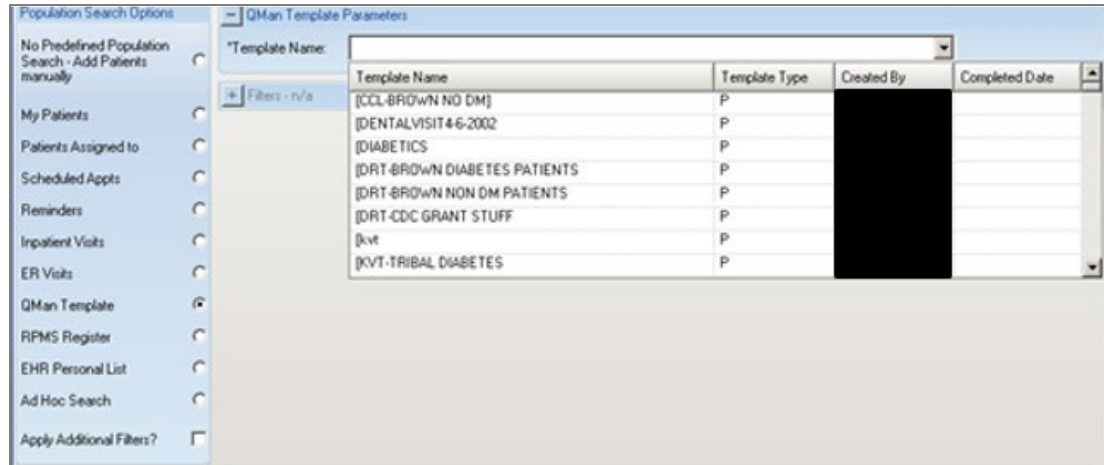 Population Search Options
No Predefined Population
Search - Add Patients
manually
My Patients
Patients Assigned to
Scheduled Appts
Reminders
Inpatient Visits
ER Visits
QMan Template
RPMS Register
EHR Personal List
Ad Hoc Search
Apply Additional Filters?
QMan Template Parameters
*Template Name:
Template Name Template Type Created By Completed Date
[CCL-BROWN NO DM] P
[DENTALVISIT4-6-2002 P
[DIABETICS P
[DRT-BROWN DIABETES PATIENTS P
[DRT-BROWN NON DM PATIENTS P
[DRT-CDC GRANT STUFF P
[kvt P
[KVT-TRIBAL DIABETES P
Filters - n/a